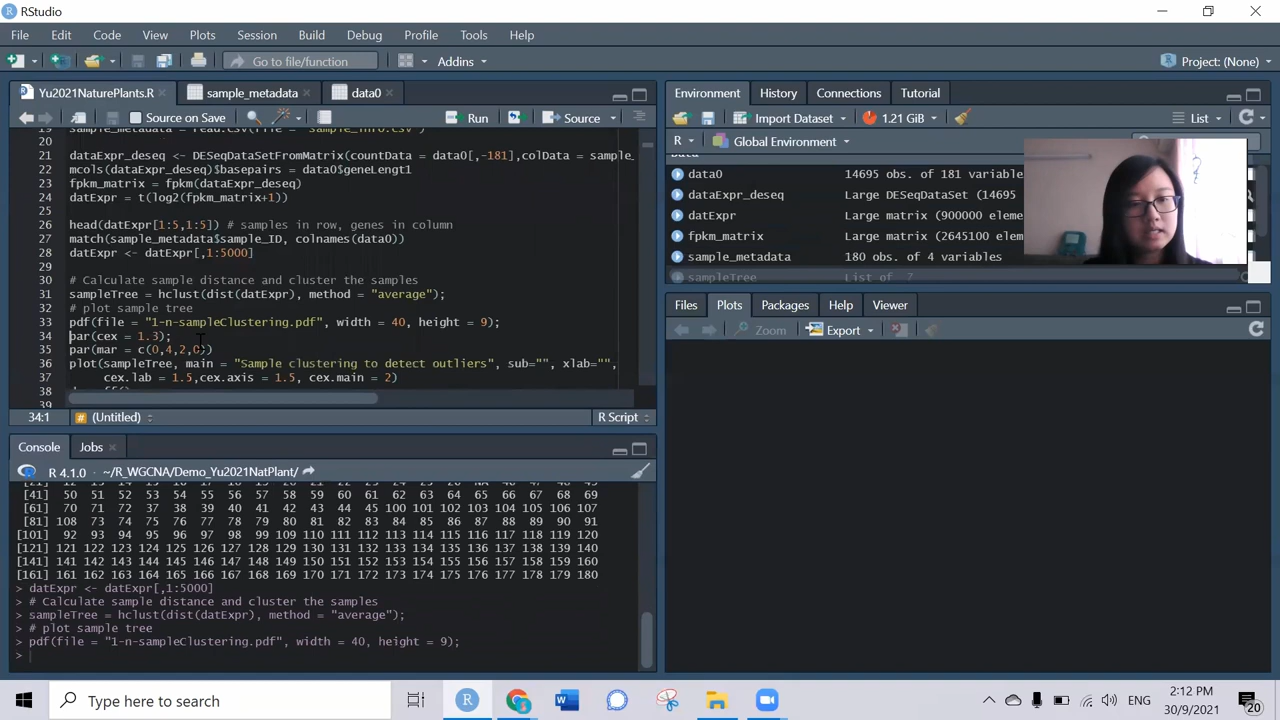 RStudio
File Edit Code View Plots Session Build Debug Profile Tools Help
Go to file/function Addins Project: (None)
Yu2021NaturePlants.R sample_metadata data0
Source on Save Run Source
19 sample_metadata = read.csv(file = "sample_info.csv")
20
21 dataExpr_deseq <- DESeqDataSetFromMatrix(countData = data0[,-181],colData = sample_
22 mcols(dataExpr_deseq)$basepairs = data0$geneLengt1
23 fpkm_matrix = fpkm(dataExpr_deseq)
24 datExpr = t(log2(fpkm_matrix+1))
25
26 head(datExpr[1:5,1:5]) # samples in row, genes in column
27 match(sample_metadata$sample_ID, colnames(data0))
28 datExpr <- datExpr[,1:5000]
29
30 # Calculate sample distance and cluster the samples
31 sampleTree = hclust(dist(datExpr), method = "average");
32 # plot sample tree
33 pdf(file = "1-n-sampleClustering.pdf", width = 40, height = 9);
34 par(cex = 1.3);
35 par(mar = c(0,4,2,0))
36 plot(sampleTree, main = "Sample clustering to detect outliers", sub="", xlab="",
37 cex.lab = 1.5,cex.axis = 1.5, cex.main = 2)
38
39
34:1 (Untitled) R Script
Console Jobs
R 4.1.0 · ~/R_WGCNA/Demo_Yu2021NatPlant/
[41] 50 51 52 53 54 55 56 57 58 59 60 61 62 63 64 65 66 67 68 69
[61] 70 71 72 37 38 39 40 41 42 43 44 45 100 101 102 103 104 105 106 107
[81] 108 73 74 75 76 77 78 79 80 81 82 83 84 85 86 87 88 89 90 91
[101] 92 93 94 95 96 97 98 99 109 110 111 112 113 114 115 116 117 118 119 120
[121] 121 122 123 124 125 126 127 128 129 130 131 132 133 134 135 136 137 138 139 140
[141] 141 142 143 144 145 146 147 148 149 150 151 152 153 154 155 156 157 158 159 160
[161] 161 162 163 164 165 166 167 168 169 170 171 172 173 174 175 176 177 178 179 180
> datExpr <- datExpr[,1:5000]
> # Calculate sample distance and cluster the samples
> sampleTree = hclust(dist(datExpr), method = "average");
> # plot sample tree
> pdf(file = "1-n-sampleClustering.pdf", width = 40, height = 9);
>
Environment History Connections Tutorial
Import Dataset 1.21 GiB List
R Global Environment
Data
data0 14695 obs. of 181 variables
dataExpr_deseq Large DESeqDataSet (14695
datExpr Large matrix (900000 eleme
fpkm_matrix Large matrix (2645100 elem
sample_metadata 180 obs. of 4 variables
sampleTree List of 7
Files Plots Packages Help Viewer
Zoom Export
Type here to search
ENG
2:12 PM
30/9/2021
20